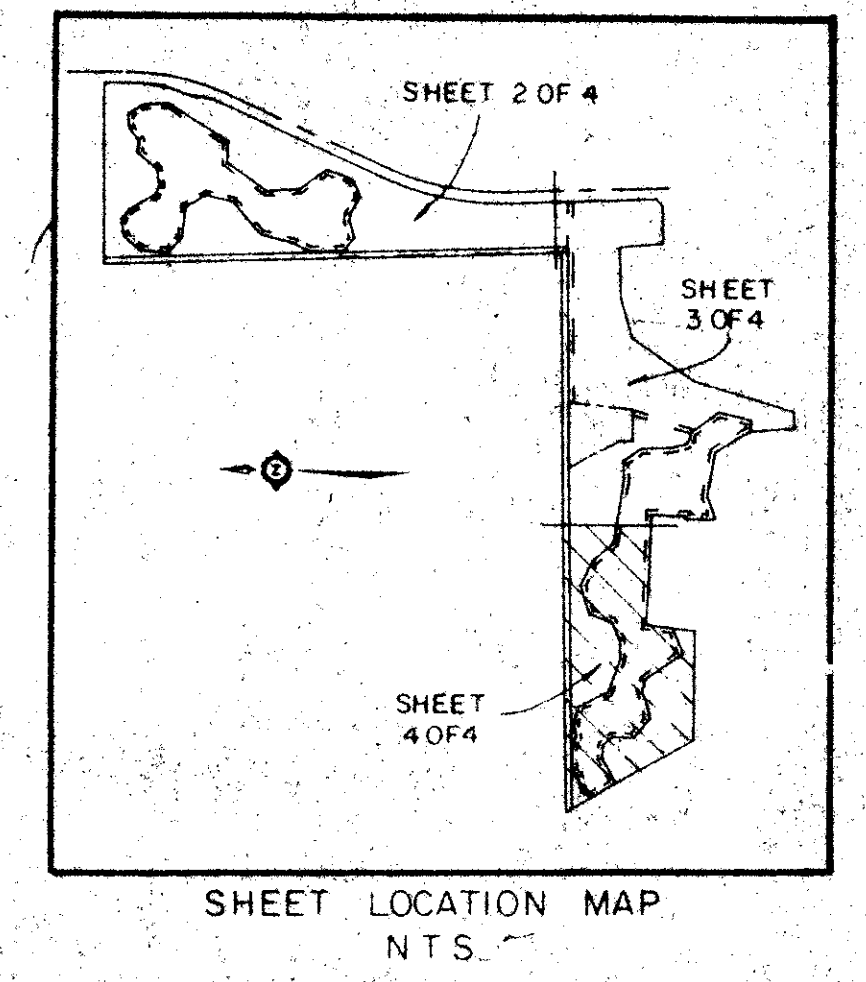 SHEET 2 OF 4
SHEET
3 OF 4
N
SHEET
4 OF 4
SHEET LOCATION MAP
NTS